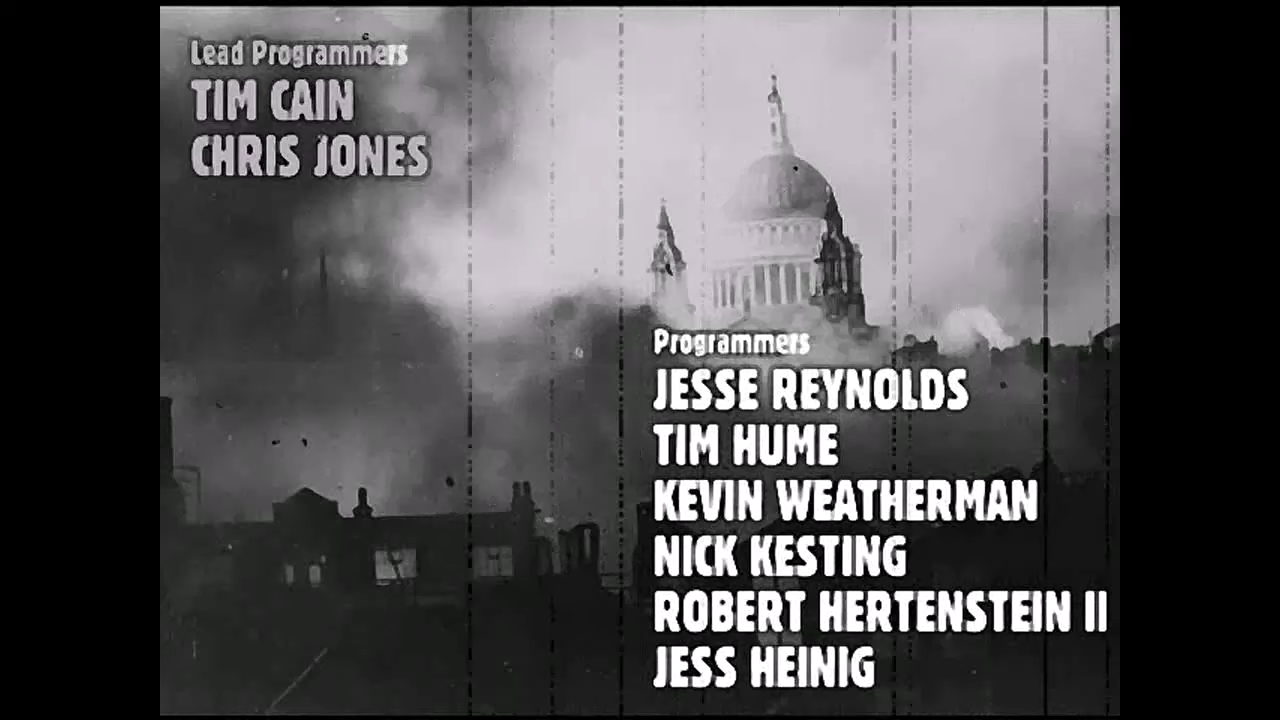 Lead Programmers
TIM CAIN
CHRIS JONES
Programmers
JESSE REYNOLDS
TIM HUME
KEVIN WEATHERMAN
NICK KESTING
ROBERT HERTENSTEIN II
JESS HEINIG